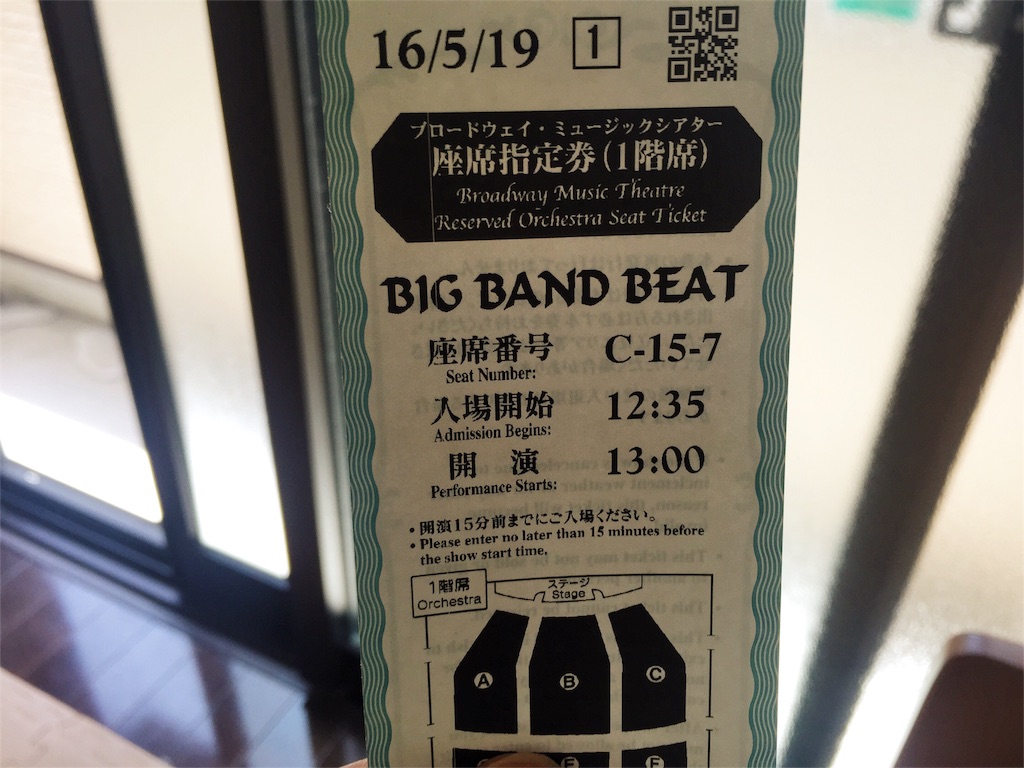 16/5/19 1
ブロードウェイ・ミュージックシアター
座席指定券(1階席)
Broadway Music Theatre
Reserved Orchestra Seat Ticket
BIG BAND BEAT
座席番号 C-15-7
Seat Number:
入場開始 12:35
Admission Begins:
開 演 13:00
Performance Starts:
・開演15分前までにご入場ください。
・Please enter no later than 15 minutes before
the show start time.
1階席
Orchestra
ステージ
Stage
A B C
E F